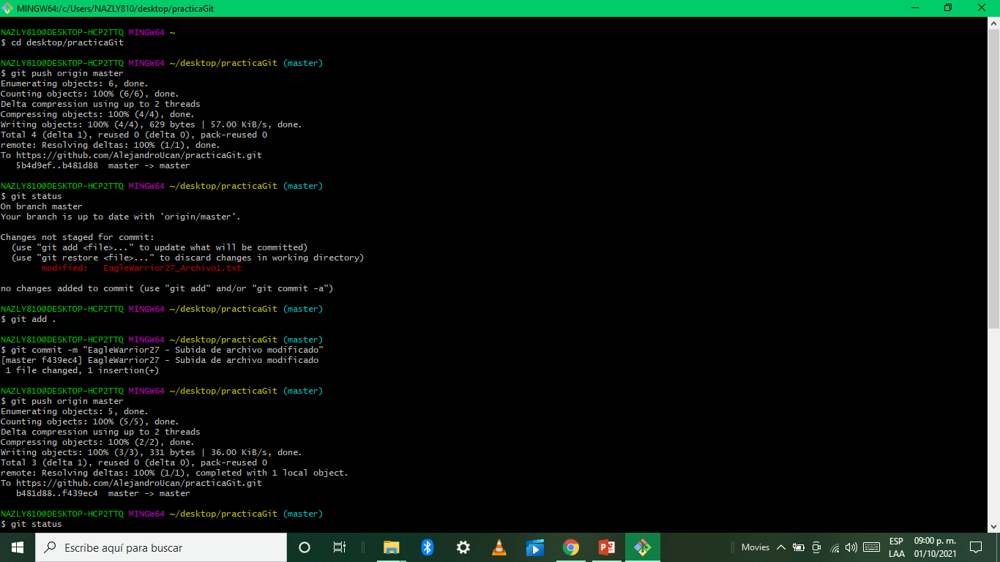 MINGW64:/c/Users/NAZLY810/desktop/practicaGit
NAZLY810@DESKTOP-HCP2TTQ MINGW64 ~
$ cd desktop/practicaGit
NAZLY810@DESKTOP-HCP2TTQ MINGW64 ~/desktop/practicaGit (master)
$ git push origin master
Enumerating objects: 6, done.
Counting objects: 100% (6/6), done.
Delta compression using up to 2 threads
Compressing objects: 100% (4/4), done.
Writing objects: 100% (4/4), 629 bytes | 57.00 KiB/s, done.
Total 4 (delta 1), reused 0 (delta 0), pack-reused 0
remote: Resolving deltas: 100% (1/1), done.
To https://github.com/AlejandroUcan/practicaGit.git
   5b4d9ef..b481d88  master -> master
NAZLY810@DESKTOP-HCP2TTQ MINGW64 ~/desktop/practicaGit (master)
$ git status
On branch master
Your branch is up to date with 'origin/master'.
Changes not staged for commit:
  (use "git add <file>..." to update what will be committed)
  (use "git restore <file>..." to discard changes in working directory)
        modified:   EagleWarrior27_Archivo1.txt
no changes added to commit (use "git add" and/or "git commit -a")
NAZLY810@DESKTOP-HCP2TTQ MINGW64 ~/desktop/practicaGit (master)
$ git add .
NAZLY810@DESKTOP-HCP2TTQ MINGW64 ~/desktop/practicaGit (master)
$ git commit -m "EagleWarrior27 - Subida de archivo modificado"
[master f439ec4] EagleWarrior27 - Subida de archivo modificado
 1 file changed, 1 insertion(+)
NAZLY810@DESKTOP-HCP2TTQ MINGW64 ~/desktop/practicaGit (master)
$ git push origin master
Enumerating objects: 5, done.
Counting objects: 100% (5/5), done.
Delta compression using up to 2 threads
Compressing objects: 100% (2/2), done.
Writing objects: 100% (3/3), 331 bytes | 36.00 KiB/s, done.
Total 3 (delta 1), reused 0 (delta 0), pack-reused 0
remote: Resolving deltas: 100% (1/1), completed with 1 local object.
To https://github.com/AlejandroUcan/practicaGit.git
   b481d88..f439ec4  master -> master
NAZLY810@DESKTOP-HCP2TTQ MINGW64 ~/desktop/practicaGit (master)
$ git status
Escribe aquí para buscar
Movies
ESP
LAA
09:00 p. m.
01/10/2021